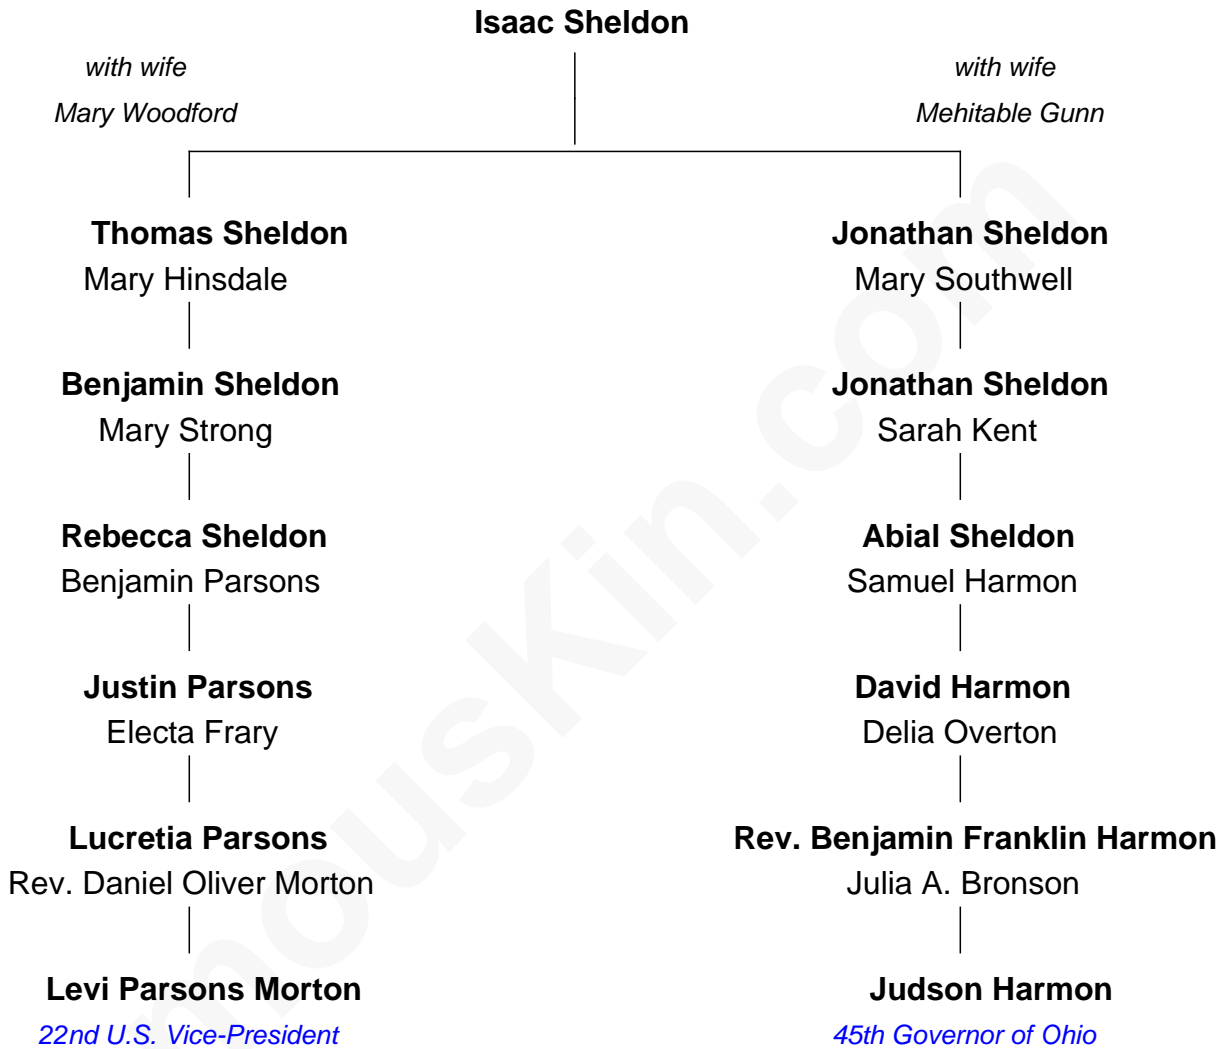 Isaac Sheldon
with wife
Mary Woodford
with wife
Mehitable Gunn
Thomas Sheldon
Mary Hinsdale
Jonathan Sheldon
Mary Southwell
Benjamin Sheldon
Mary Strong
Jonathan Sheldon
Sarah Kent
Rebecca Sheldon
Benjamin Parsons
Abial Sheldon
Samuel Harmon
Justin Parsons
Electa Frary
David Harmon
Delia Overton
Lucretia Parsons
Rev. Daniel Oliver Morton
Rev. Benjamin Franklin Harmon
Julia A. Bronson
Levi Parsons Morton
22nd U.S. Vice-President
Judson Harmon
45th Governor of Ohio
mousKin.com